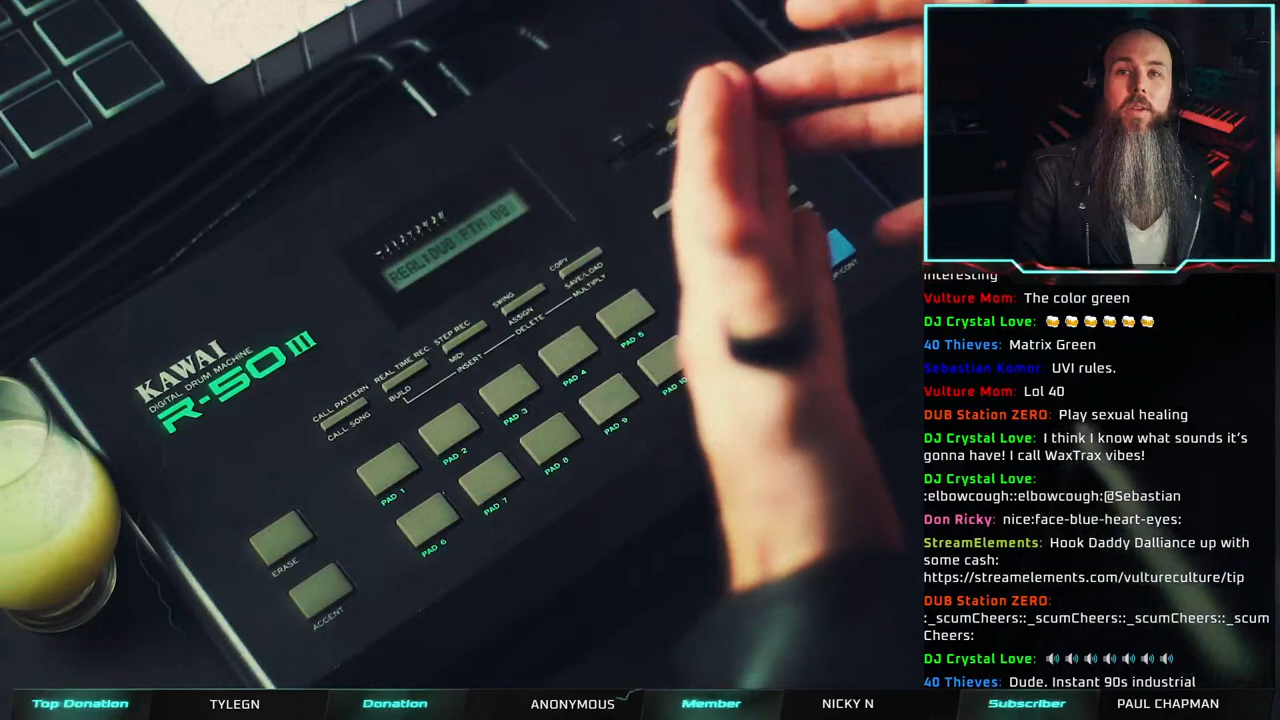 KAWAI
DIGITAL DRUM MACHINE
R-50III
REAL:DUB PTN.00
CALL PATTERN
REAL TIME REC
STEP REC
SWING
COPY
CALL SONG
BUILD
MIDI
ASSIGN
SAVE/LOAD
INSERT
DELETE
MULTIPLY
PAD 1
PAD 2
PAD 3
PAD 4
PAD 5
PAD 6
PAD 7
PAD 8
PAD 9
PAD 10
ERASE
ACCENT
interesting
Vulture Mom: The color green
DJ Crystal Love: 🍻 🍻 🍻 🍻 🍻 🍻
40 Thieves: Matrix Green
Sebastian Komor: UVI rules.
Vulture Mom: Lol 40
DUB Station ZERO: Play sexual healing
DJ Crystal Love: I think I know what sounds it's
gonna have! I call WaxTrax vibes!
DJ Crystal Love:
:elbowcough::elbowcough:@Sebastian
Don Ricky: nice:face-blue-heart-eyes:
StreamElements: Hook Daddy Dalliance up with
some cash:
https://streamelements.com/vultureculture/tip
DUB Station ZERO:
:_scumCheers::_scumCheers::_scumCheers::_scum
Cheers:
DJ Crystal Love: 🔊 🔊 🔊 🔊 🔊 🔊 🔊
40 Thieves: Dude. Instant 90s industrial
Top Donation TYLEGN Donation ANONYMOUS Member NICKY N Subscriber PAUL CHAPMAN